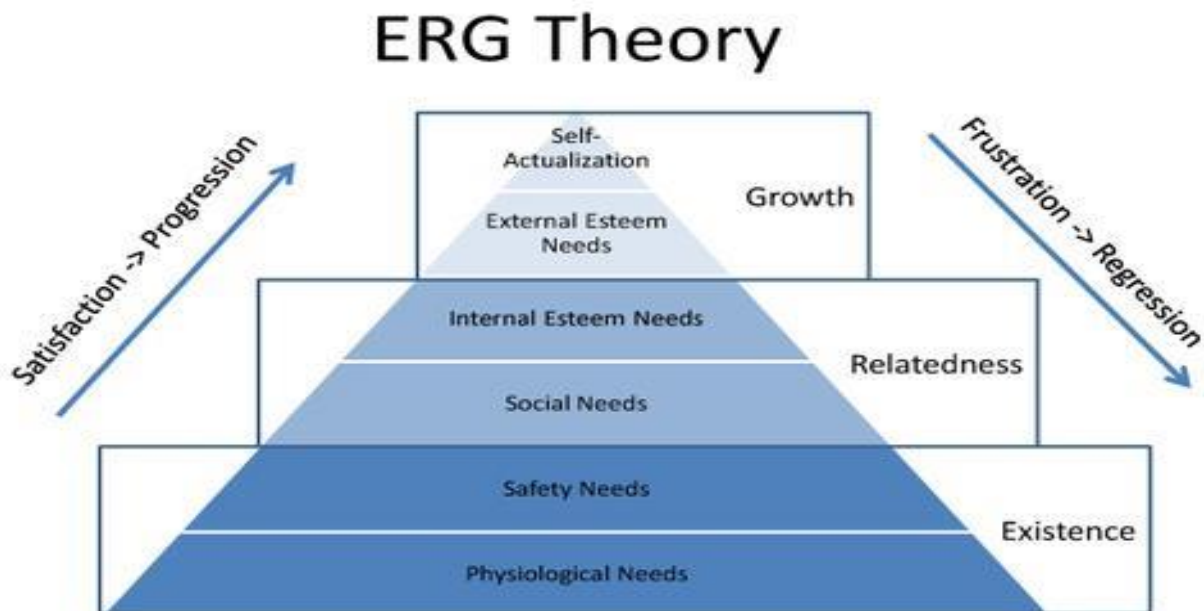 ERG Theory
Satisfaction -> Progression
Frustration -> Regression
Self-
Actualization
Growth
External Esteem
Needs
Internal Esteem Needs
Relatedness
Social Needs
Safety Needs
Existence
Physiological Needs